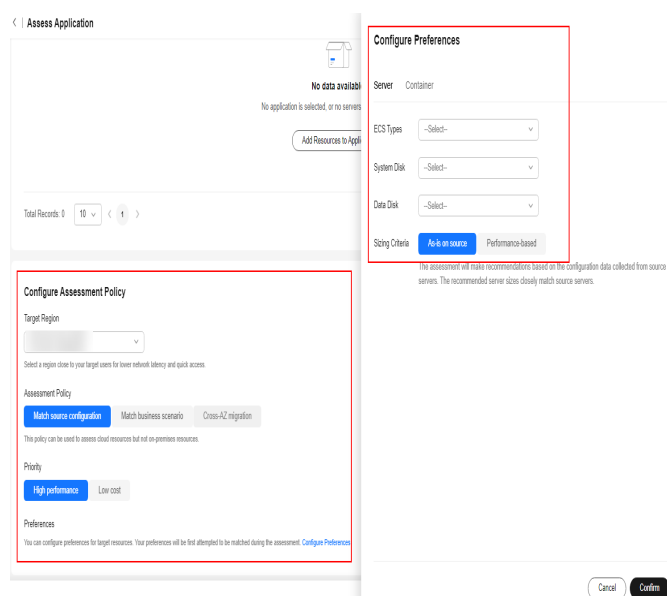 Assess Application
No data availabl
No application is selected, or no servers
Add Resources to Appli
Total Records: 0 10 1
Configure Assessment Policy
Target Region
Select a region close to your target users for lower network latency and quick access.
Assessment Policy
Match source configuration Match business scenario Cross-AZ migration
This policy can be used to assess cloud resources but not on-premises resources.
Priority
High performance Low cost
Preferences
You can configure preferences for target resources. Your preferences will be first attempted to be matched during the assessment. Configure Preferences
Configure Preferences
Server Container
ECS Types --Select--
System Disk --Select--
Data Disk --Select--
Sizing Criteria As-is on source Performance-based
The assessment will make recommendations based on the configuration data collected from source
servers. The recommended server sizes closely match source servers.
Cancel Confirm